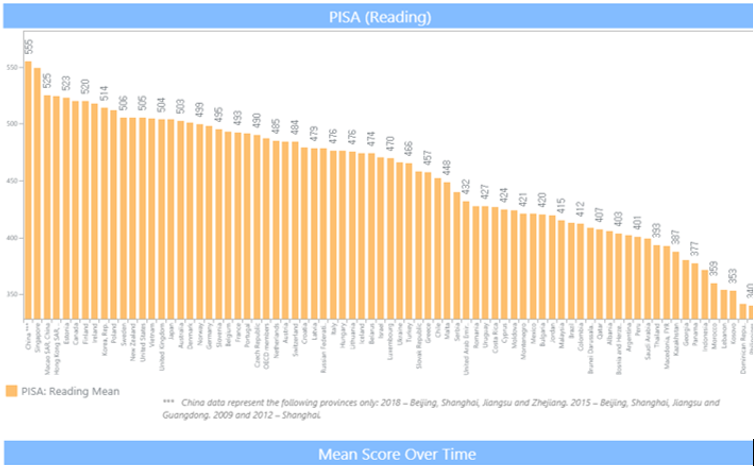 PISA (Reading)
555
525
523
520
514
506
505
504
503
499
495
493
490
485
484
479
476
476
474
470
466
457
448
432
427
424
421
420
415
412
407
403
401
393
387
377
359
353
340
550
500
450
400
350
China ***
Singapore
Macao SAR, China
Hong Kong SAR, ..
Estonia
Canada
Finland
Ireland
Korea, Rep.
Poland
Sweden
New Zealand
United States
Vietnam
United Kingdom
Japan
Australia
Denmark
Norway
Germany
Slovenia
Belgium
France
Portugal
Czech Republic
OECD members
Netherlands
Austria
Switzerland
Croatia
Latvia
Russian Federati..
Italy
Hungary
Lithuania
Iceland
Belarus
Israel
Luxembourg
Ukraine
Turkey
Slovak Republic
Greece
Chile
Malta
Serbia
United Arab Emir..
Romania
Uruguay
Costa Rica
Cyprus
Moldova
Montenegro
Mexico
Bulgaria
Jordan
Malaysia
Brazil
Colombia
Brunei Darussala..
Qatar
Albania
Bosnia and Herze..
Argentina
Peru
Saudi Arabia
Thailand
Macedonia, FYR
Kazakhstan
Georgia
Panama
Indonesia
Morocco
Lebanon
Kosovo
Dominican Repu..
PISA: Reading Mean
*** China data represent the following provinces only: 2018 – Beijing, Shanghai, Jiangsu and Zhejiang. 2015 – Beijing, Shanghai, Jiangsu and
Guangdong. 2009 and 2012 – Shanghai.
Mean Score Over Time